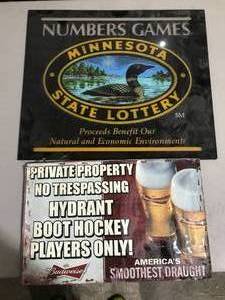 NUMBERS GAMES
MINNESOTA
STATE LOTTERY
SM
Proceeds Benefit Our
Natural and Economic Environments
PRIVATE PROPERTY
NO TRESPASSING
HYDRANT
BOOT HOCKEY
PLAYERS ONLY!
Budweiser
AMERICA'S
SMOOTHEST DRAUGHT